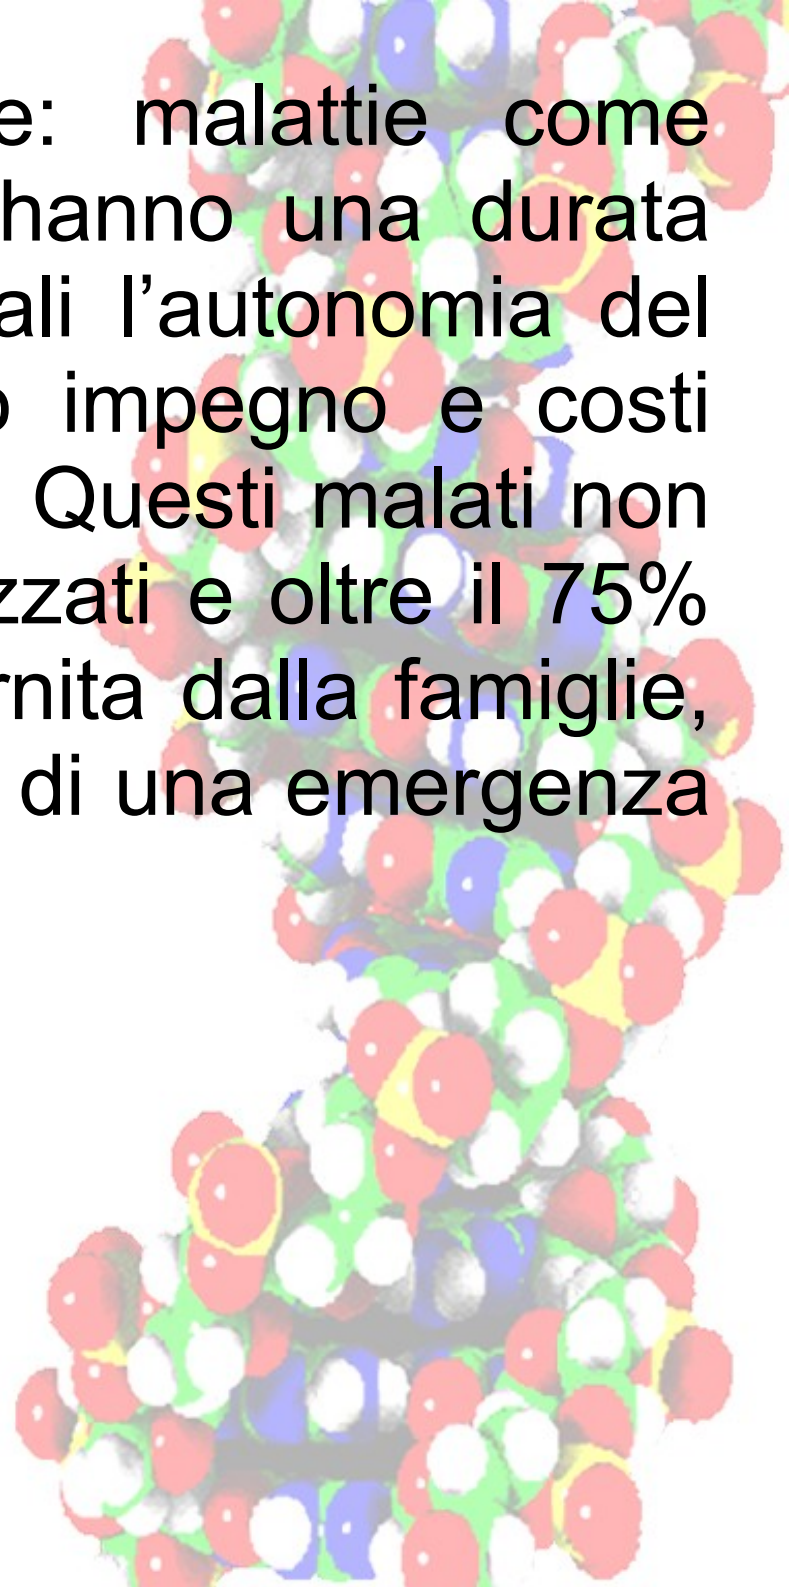 e: malattie come
hanno una durata
ali l’autonomia del
o impegno e costi
Questi malati non
zzati e oltre il 75%
rnita dalla famiglie,
di una emergenza